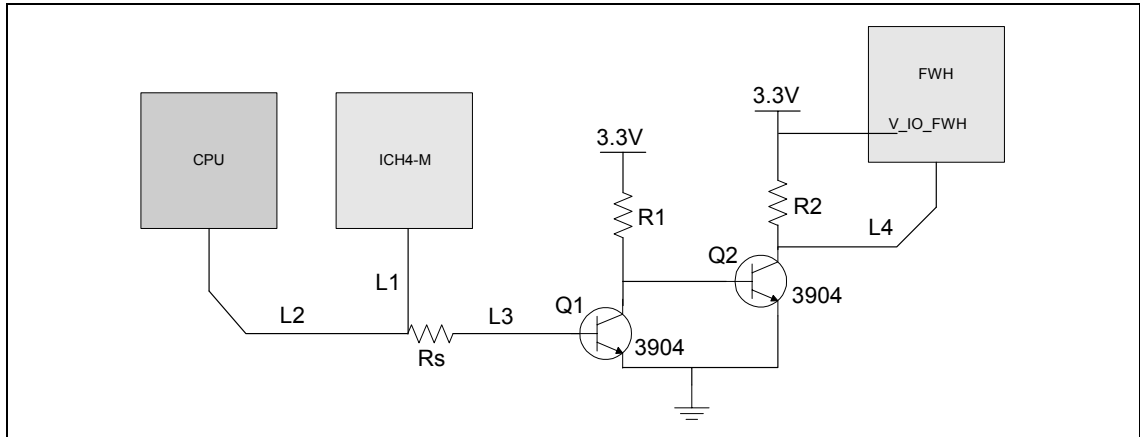 FWH
3.3V
V_IO_FWH
3.3V
CPU
ICH4-M
R1
R2
L4
Q2
L1
3904
Q1
L2
L3
3904
Rs